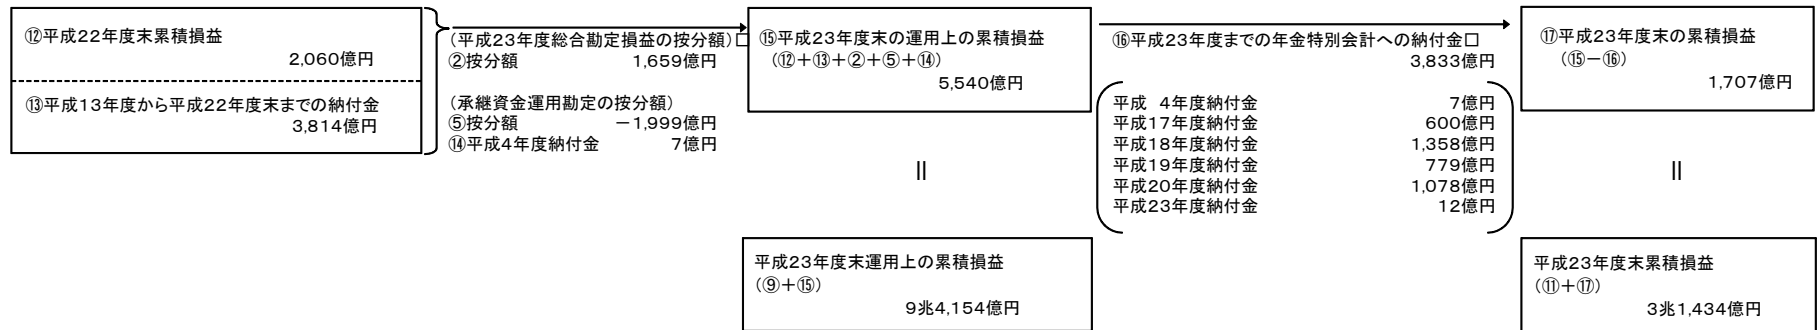 ⑫平成22年度末累積損益
2,060億円
⑬平成13年度から平成22年度末までの納付金
3,814億円
(平成23年度総合勘定損益の按分額)□
②按分額 1,659億円
(承継資金運用勘定の按分額)
⑤按分額 －1,999億円
⑭平成4年度納付金 7億円
⑮平成23年度末の運用上の累積損益
(⑫＋⑬＋②＋⑤＋⑭)
5,540億円
⑯平成23年度までの年金特別会計への納付金□
3,833億円
平成 4年度納付金 7億円
平成17年度納付金 600億円
平成18年度納付金 1,358億円
平成19年度納付金 779億円
平成20年度納付金 1,078億円
平成23年度納付金 12億円
⑰平成23年度末の累積損益
(⑮－⑯)
1,707億円
||
||
平成23年度末運用上の累積損益
(⑨＋⑮)
9兆4,154億円
平成23年度末累積損益
(⑪＋⑰)
3兆1,434億円